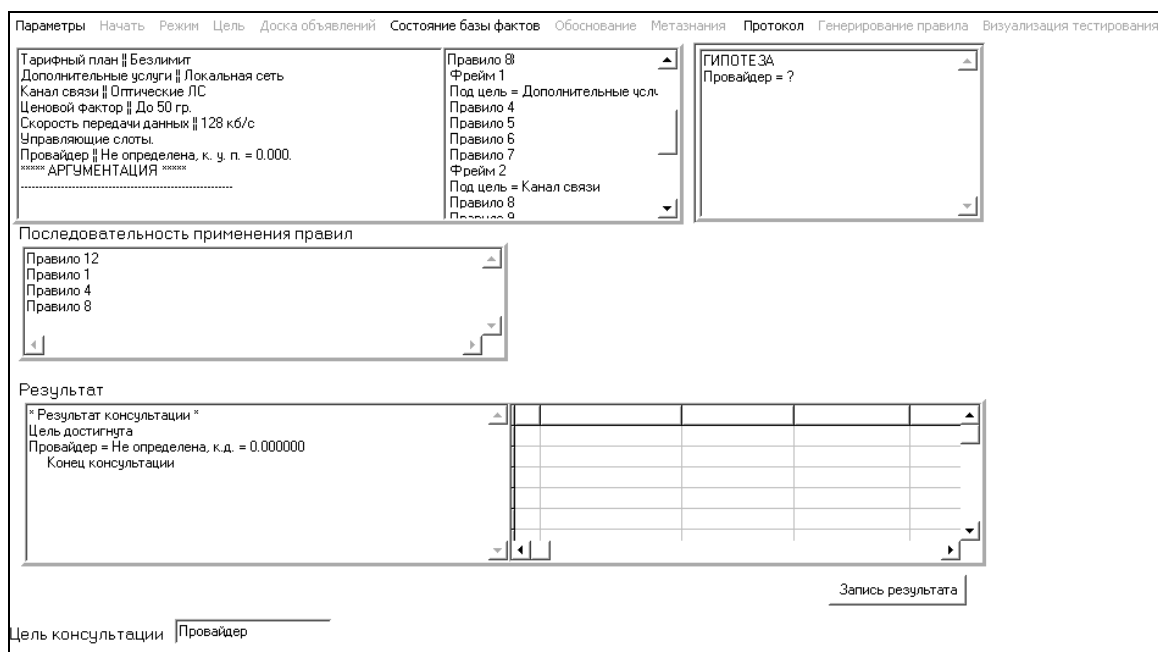 Параметры Начать Режим Цель Доска объявлений Состояние базы фактов Обоснование Метазнания Протокол Генерирование правила Визуализация тестирования
Тарифный план ¦ Безлимит
Дополнительные услуги ¦ Локальная сеть
Канал связи ¦ Оптические ЛС
Ценовой фактор ¦ До 50 гр.
Скорость передачи данных ¦ 128 кб/с
Управляющие слоты.
Провайдер ¦ Не определена, к. у. п. = 0.000.
***** АРГУМЕНТАЦИЯ *****
------------------------------------------------------------
Правило 8
Фрейм 1
Под цель = Дополнительные
Правило 4
Правило 5
Правило 6
Правило 7
Фрейм 2
Под цель = Канал связи
Правило 8
Правило 9
ГИПОТЕЗА
Провайдер = ?
Последовательность применения правил
Правило 12
Правило 1
Правило 4
Правило 8
Результат
* Результат консультации *
Цель достигнута
Провайдер = Не определена, к.д. = 0.000000
Конец консультации
Запись результата
Цель консультации Провайдер